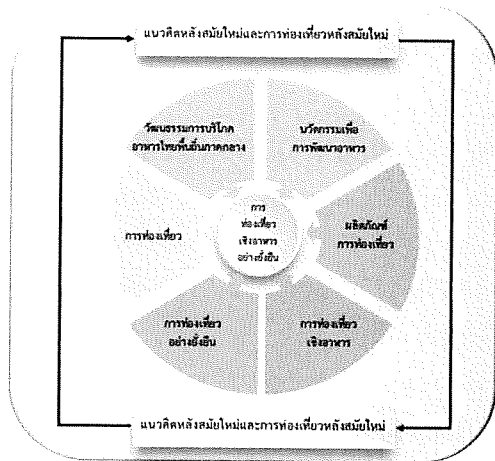 แนวคิดหลังสมัยใหม่และการท่องเที่ยวหลังสมัยใหม่
วัฒนธรรมการบริโภค
อาหารไทยพื้นถิ่นภาคกลาง
นวัตกรรมเพื่อ
การพัฒนาอาหาร
การท่องเที่ยว
การ
ท่องเที่ยว
เชิงอาหาร
อย่างยั่งยืน
ผลิตภัณฑ์
การท่องเที่ยว
การท่องเที่ยว
อย่างยั่งยืน
การท่องเที่ยว
เชิงอาหาร
แนวคิดหลังสมัยใหม่และการท่องเที่ยวหลังสมัยใหม่